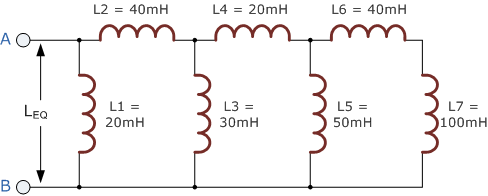 L2 = 40mH
L4 = 20mH
L6 = 40mH
A
L1 =
20mH
L3 =
30mH
L5 =
50mH
L7 =
100mH
LEQ
B